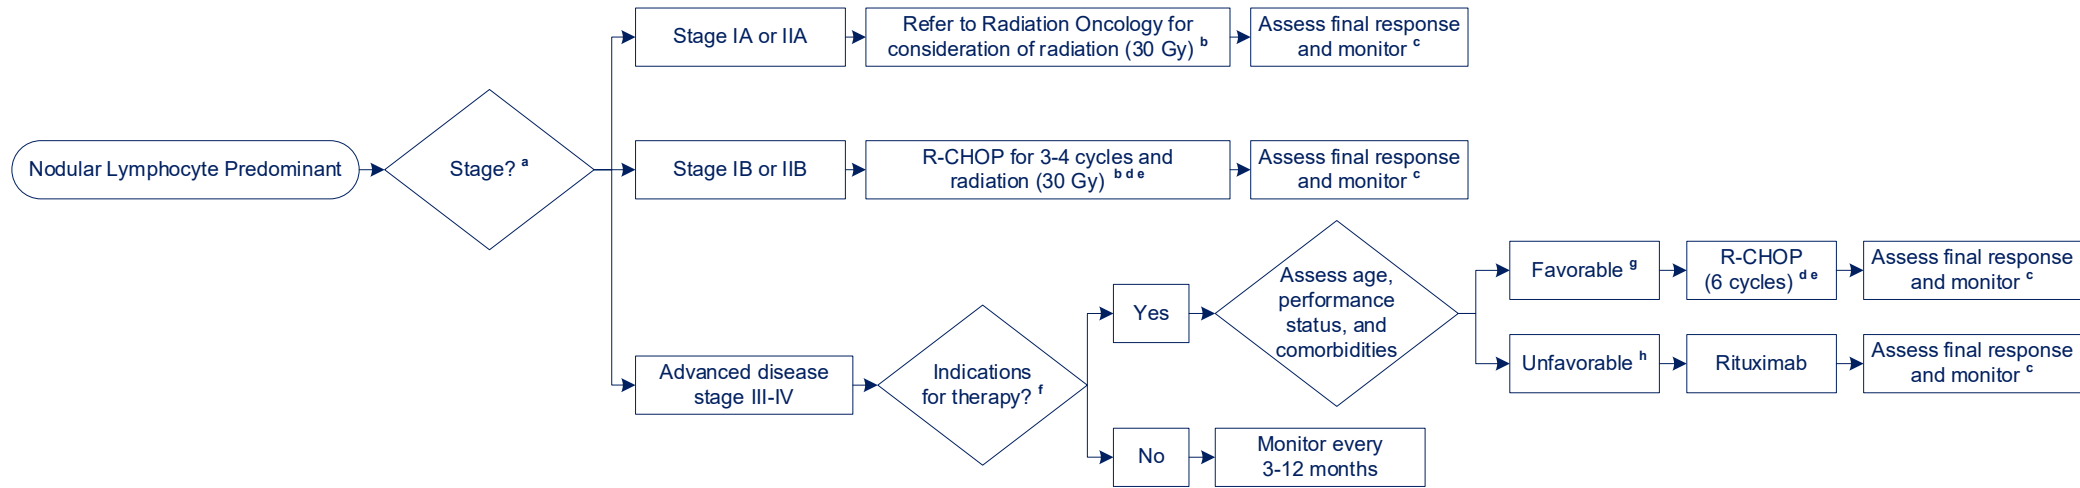 Nodular Lymphocyte Predominant
Stage? a
Stage IA or IIA
Refer to Radiation Oncology for
consideration of radiation (30 Gy) b
Assess final response
and monitor c
Stage IB or IIB
R-CHOP for 3-4 cycles and
radiation (30 Gy) b d e
Assess final response
and monitor c
Advanced disease
stage III-IV
Indications
for therapy? f
Yes
Assess age,
performance
status, and
comorbidities
Favorable g
R-CHOP
(6 cycles) d e
Assess final response
and monitor c
Unfavorable h
Rituximab
Assess final response
and monitor c
No
Monitor every
3-12 months